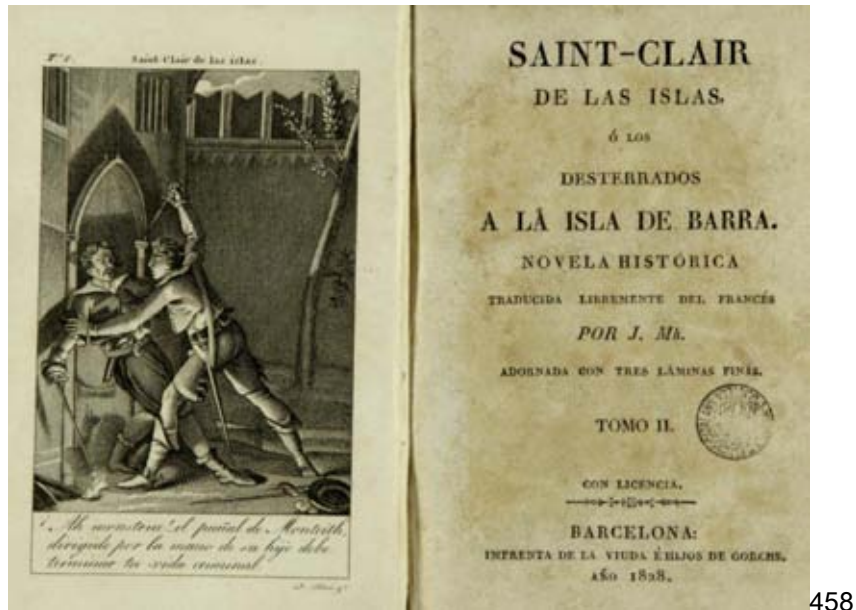 Saint-Clair de las islas.
¡Ah monstruo! el puñal de Monteith,
dirigido por la mano de su hijo debe
terminar tu vida criminal
SAINT-CLAIR
DE LAS ISLAS,
ó LOS
DESTERRADOS
A LA ISLA DE BARRA.
NOVELA HISTÓRICA
TRADUCIDA LIBREMENTE DEL FRANCÉS
POR J. Mh.
ADORNADA CON TRES LÁMINAS FINAS.
TOMO II.
CON LICENCIA.
BARCELONA:
IMPRENTA DE LA VIUDA É HIJOS DE GORCHS.
AÑO 1828.
458